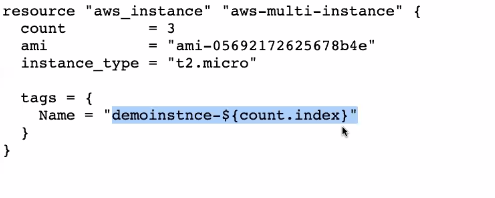 resource "aws_instance" "aws-multi-instance" {
  count         = 3
  ami           = "ami-05692172625678b4e"
  instance_type = "t2.micro"
  tags = {
    Name = "demoinstnce-${count.index}"
  }
}